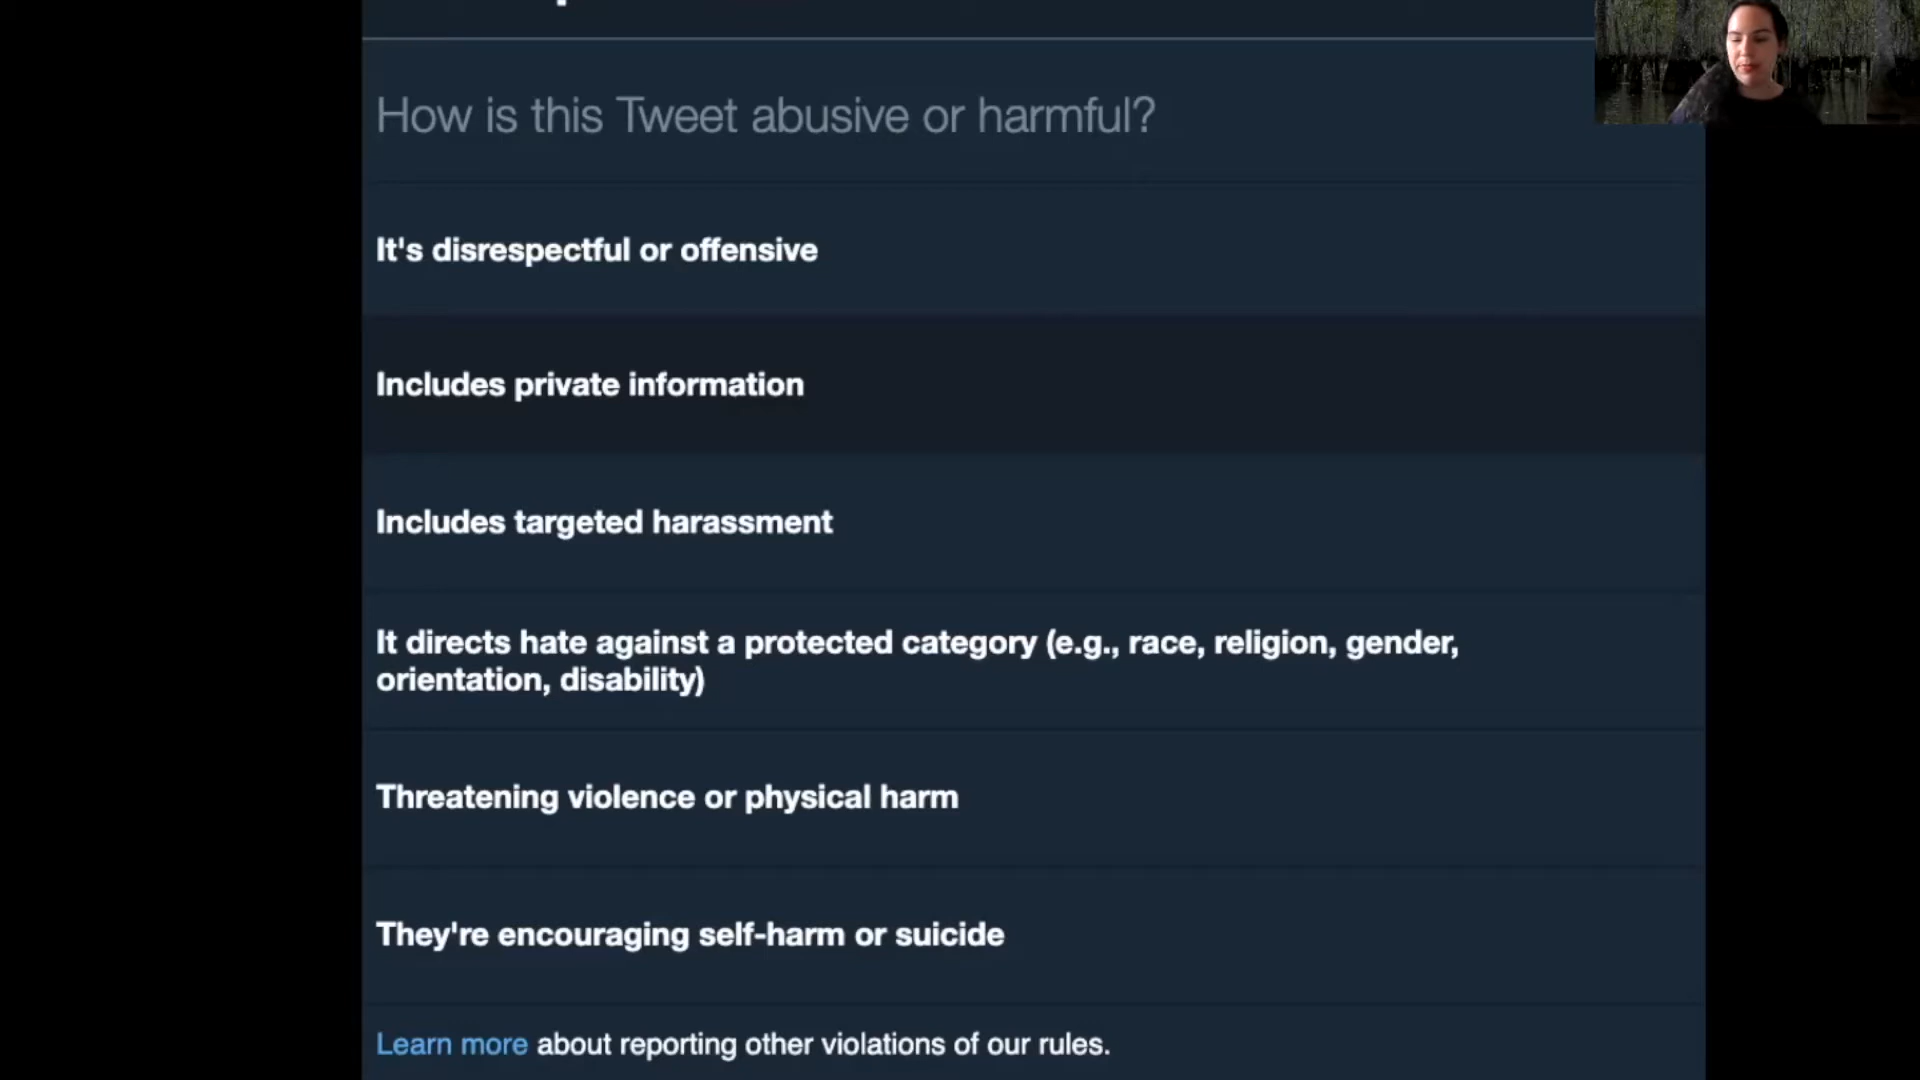 How is this Tweet abusive or harmful?
It's disrespectful or offensive
Includes private information
Includes targeted harassment
It directs hate against a protected category (e.g., race, religion, gender,
orientation, disability)
Threatening violence or physical harm
They're encouraging self-harm or suicide
Learn more about reporting other violations of our rules.